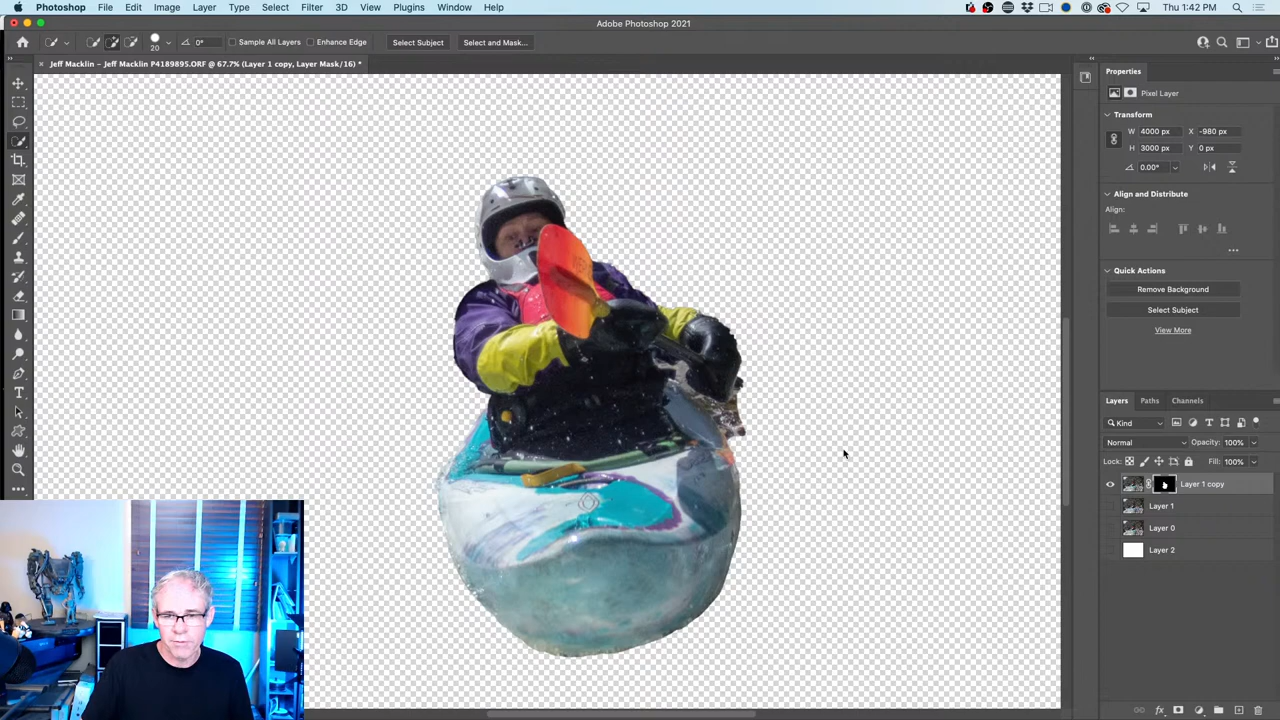 Photoshop File Edit Image Layer Type Select Filter 3D View Plugins Window Help Thu 1:42 PM
Adobe Photoshop 2021
20 0° Sample All Layers Enhance Edge Select Subject Select and Mask...
Jeff Macklin – Jeff Macklin P4189895.ORF @ 67.7% (Layer 1 copy, Layer Mask/16) *
Properties
Pixel Layer
Transform
W 4000 px X -980 px
H 3000 px Y 0 px
0.00°
Align and Distribute
Align:
Quick Actions
Remove Background
Select Subject
View More
Layers Paths Channels
Kind
Normal Opacity: 100%
Lock: Fill: 100%
Layer 1 copy
Layer 1
Layer 0
Layer 2